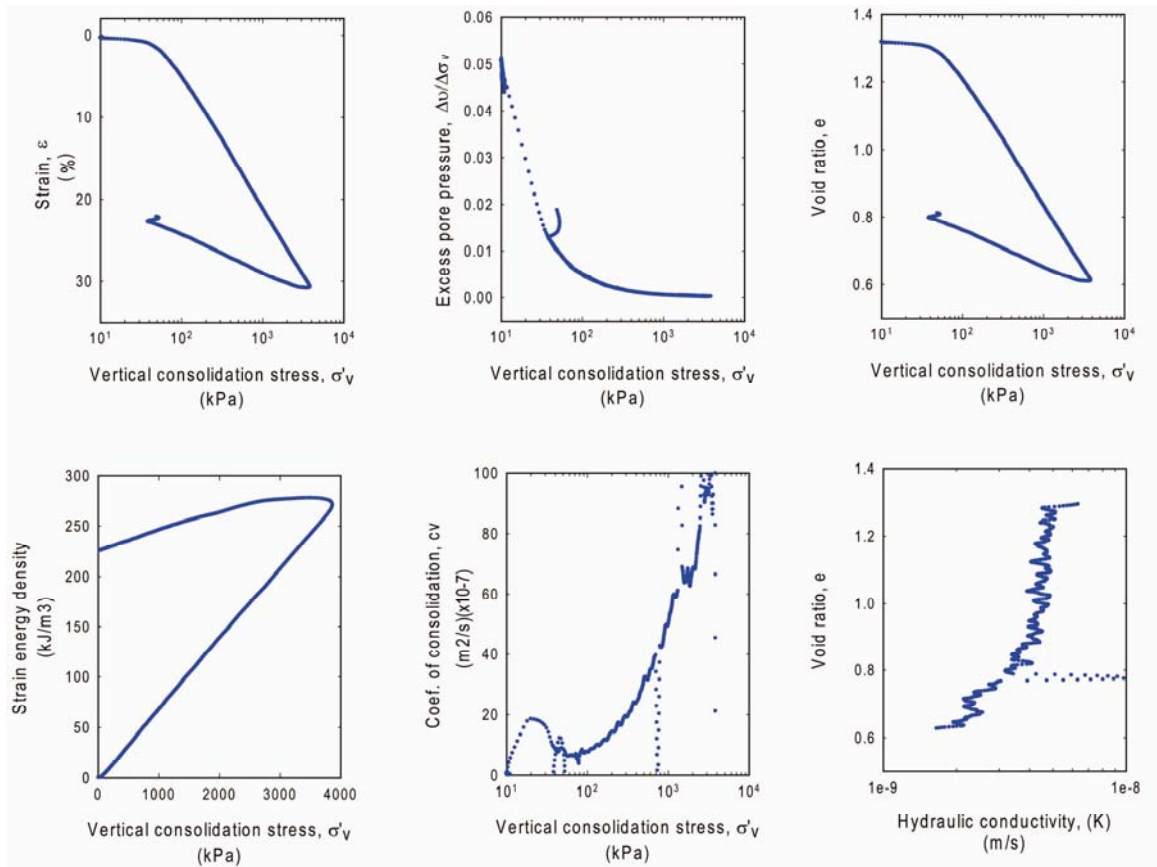 0
10
20
30
Strain, ε
(%)
10¹ 10² 10³ 10⁴
Vertical consolidation stress, σ'v
(kPa)
0.06
0.05
0.04
0.03
0.02
0.01
0.00
Excess pore pressure, Δυ/Δσv
10¹ 10² 10³ 10⁴
Vertical consolidation stress, σ'v
(kPa)
1.4
1.2
1.0
0.8
0.6
Void ratio, e
10¹ 10² 10³ 10⁴
Vertical consolidation stress, σ'v
(kPa)
300
250
200
150
100
50
0
Strain energy density
(kJ/m3)
0 1000 2000 3000 4000
Vertical consolidation stress, σ'v
(kPa)
100
80
60
40
20
0
Coef. of consolidation, cv
(m2/s)(x10-7)
10¹ 10² 10³ 10⁴
Vertical consolidation stress, σ'v
(kPa)
1.4
1.2
1.0
0.8
0.6
Void ratio, e
1e-9 1e-8
Hydraulic conductivity, (K)
(m/s)